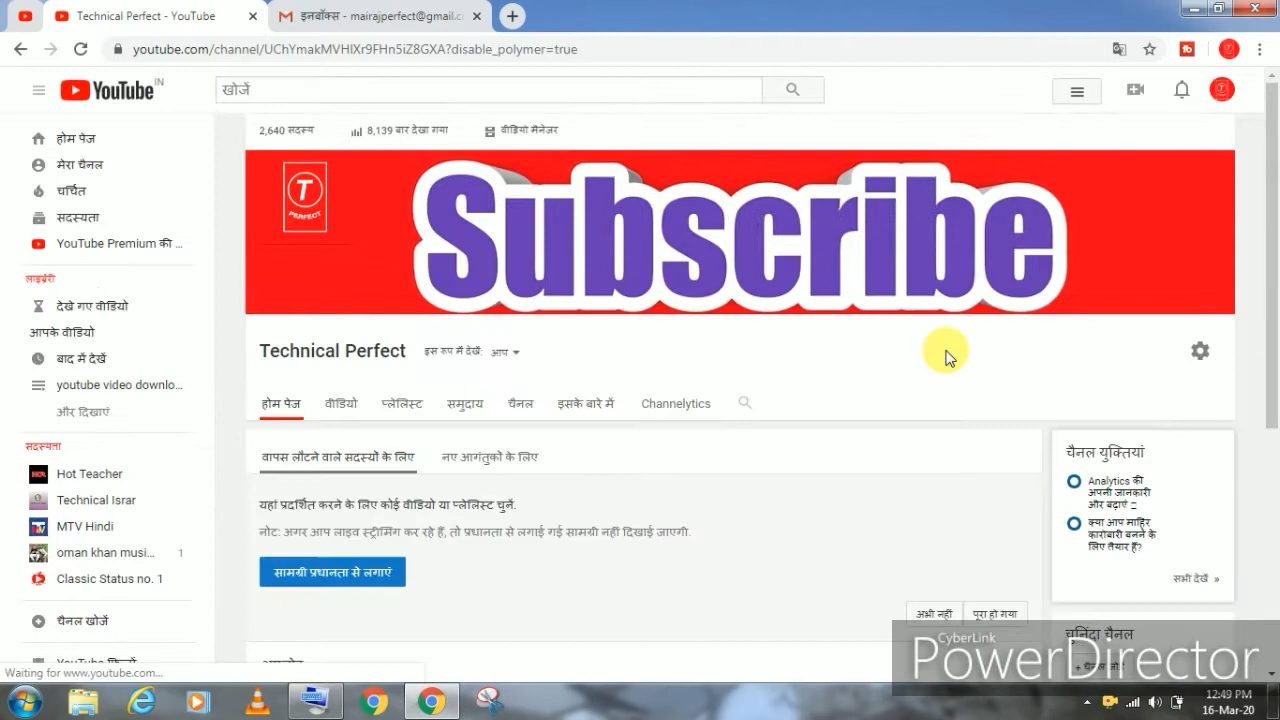 Technical Perfect - YouTube
इनबॉक्स - mairajperfect@gmail.c
youtube.com/channel/UChYmakMVHIXr9FHn5iZ8GXA?disable_polymer=true
YouTube IN
खोजें
होम पेज
मेरा चैनल
चर्चित
सदस्यता
YouTube Premium की ...
लाइब्रेरी
देखे गए वीडियो
आपके वीडियो
बाद में देखें
youtube video downlo...
और दिखाएं
सदस्यता
Hot Teacher
Technical Israr
MTV Hindi
oman khan musi... 1
Classic Status no. 1
चैनल खोजें
2,640 सदस्य
8,139 बार देखा गया
वीडियो मैनेजर
T
PERFECT
Subscribe
Technical Perfect
इस रूप में देखें: आप
होम पेज वीडियो प्लेलिस्ट समुदाय चैनल इसके बारे में Channelytics
वापस लौटने वाले सदस्यों के लिए
नए आगंतुकों के लिए
यहां प्रदर्शित करने के लिए कोई वीडियो या प्लेलिस्ट चुनें.
नोट: अगर आप लाइव स्ट्रीमिंग कर रहे हैं, तो प्रधानता से लगाई गई सामग्री नहीं दिखाई जाएगी.
सामग्री प्रधानता से लगाएं
अभी नहीं
पूरा हो गया
चैनल युक्तियां
Analytics की
अपनी जानकारी
और बढ़ाएं
क्या आप माहिर
कारोबारी बनने के
लिए तैयार हैं?
सभी देखें »
चुनिंदा चैनल
CyberLink
PowerDirector
Waiting for www.youtube.com...
12:49 PM
16-Mar-20